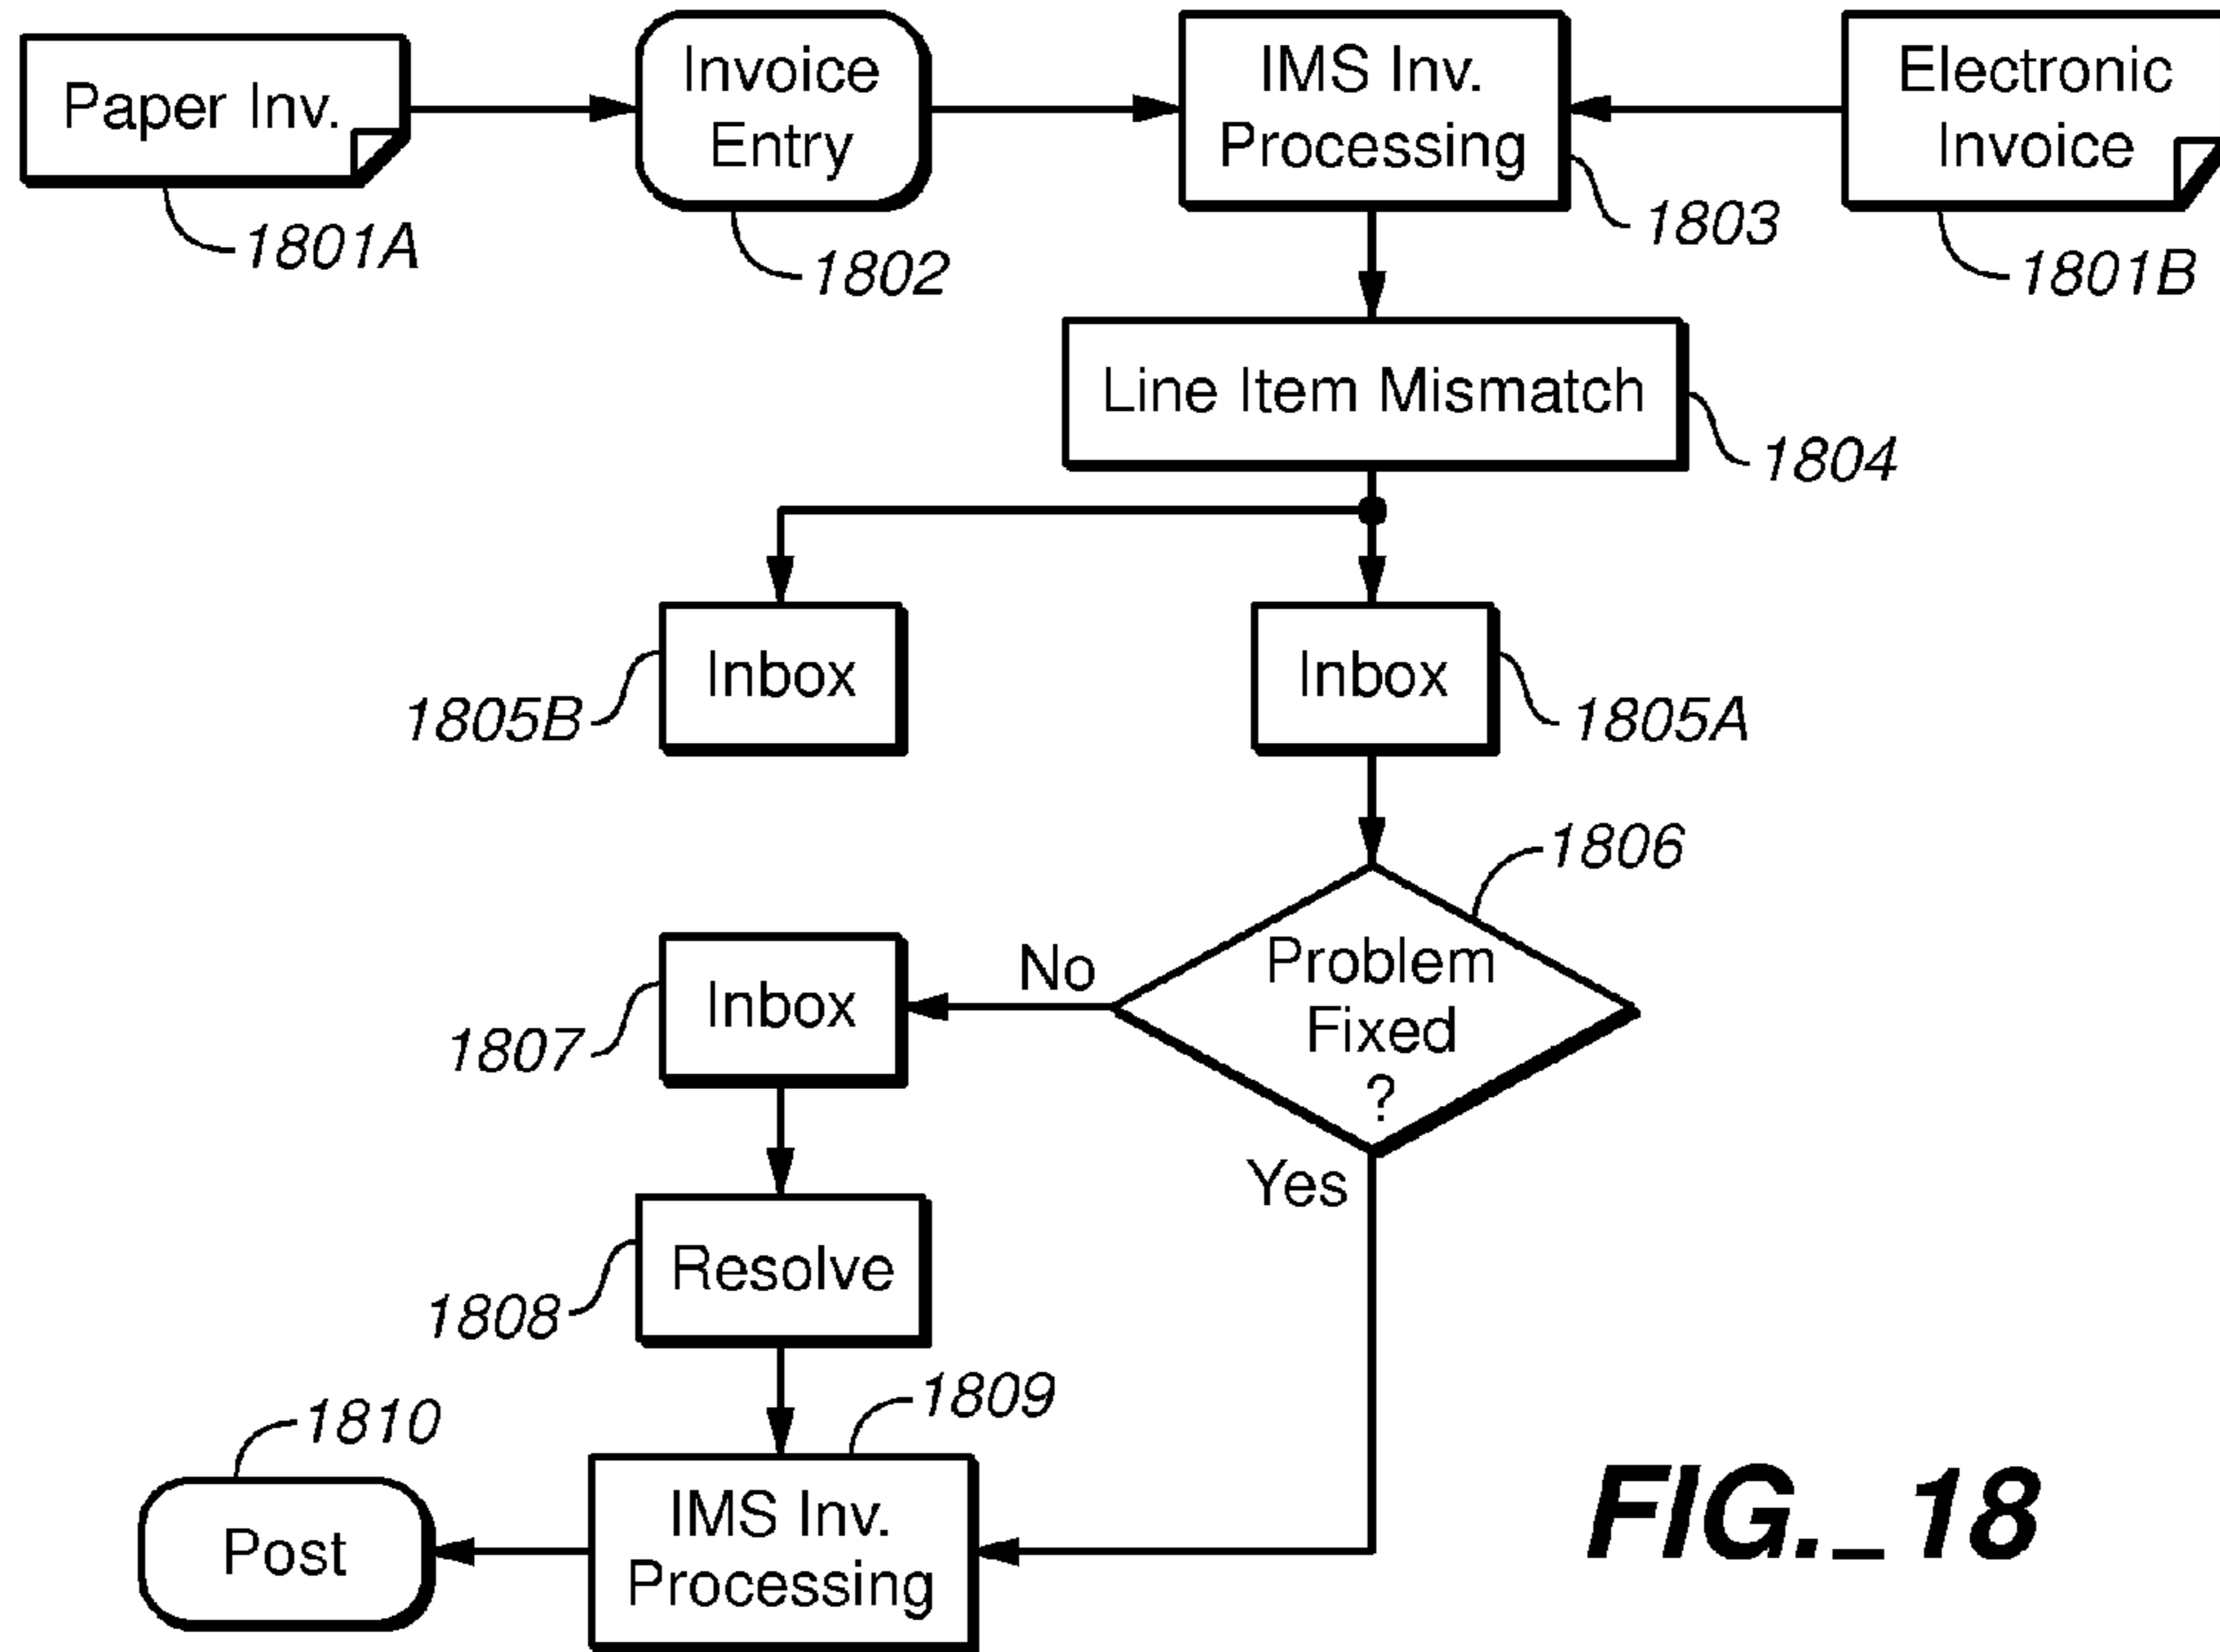 Paper Inv.
1801A
Invoice
Entry
1802
IMS Inv.
Processing
1803
Electronic
Invoice
1801B
Line Item Mismatch
1804
Inbox
1805B
Inbox
1805A
1806
Problem
Fixed
?
No
Yes
Inbox
1807
Resolve
1808
1809
IMS Inv.
Processing
1810
Post
FIG._18